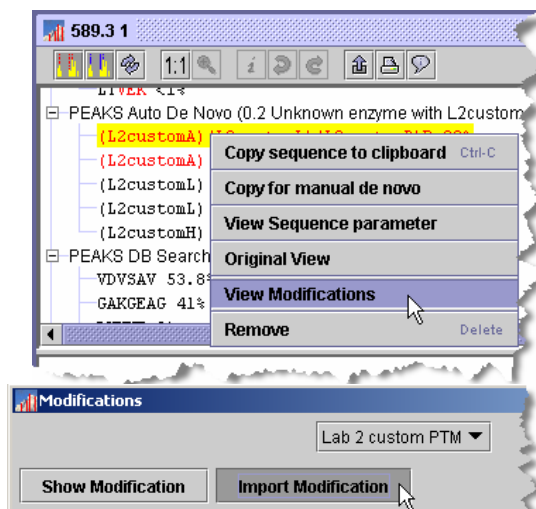 589.3 1
1:1
LIVEK <1%
PEAKS Auto De Novo (0.2 Unknown enzyme with L2custom
(L2customA)
(L2customA)
(L2customL)
(L2customL)
(L2customH)
Copy sequence to clipboard Ctrl-C
Copy for manual de novo
View Sequence parameter
Original View
View Modifications
Remove Delete
PEAKS DB Search
VDVSAV 53.8%
GAKGEAG 41%
Modifications
Lab 2 custom PTM
Show Modification Import Modification